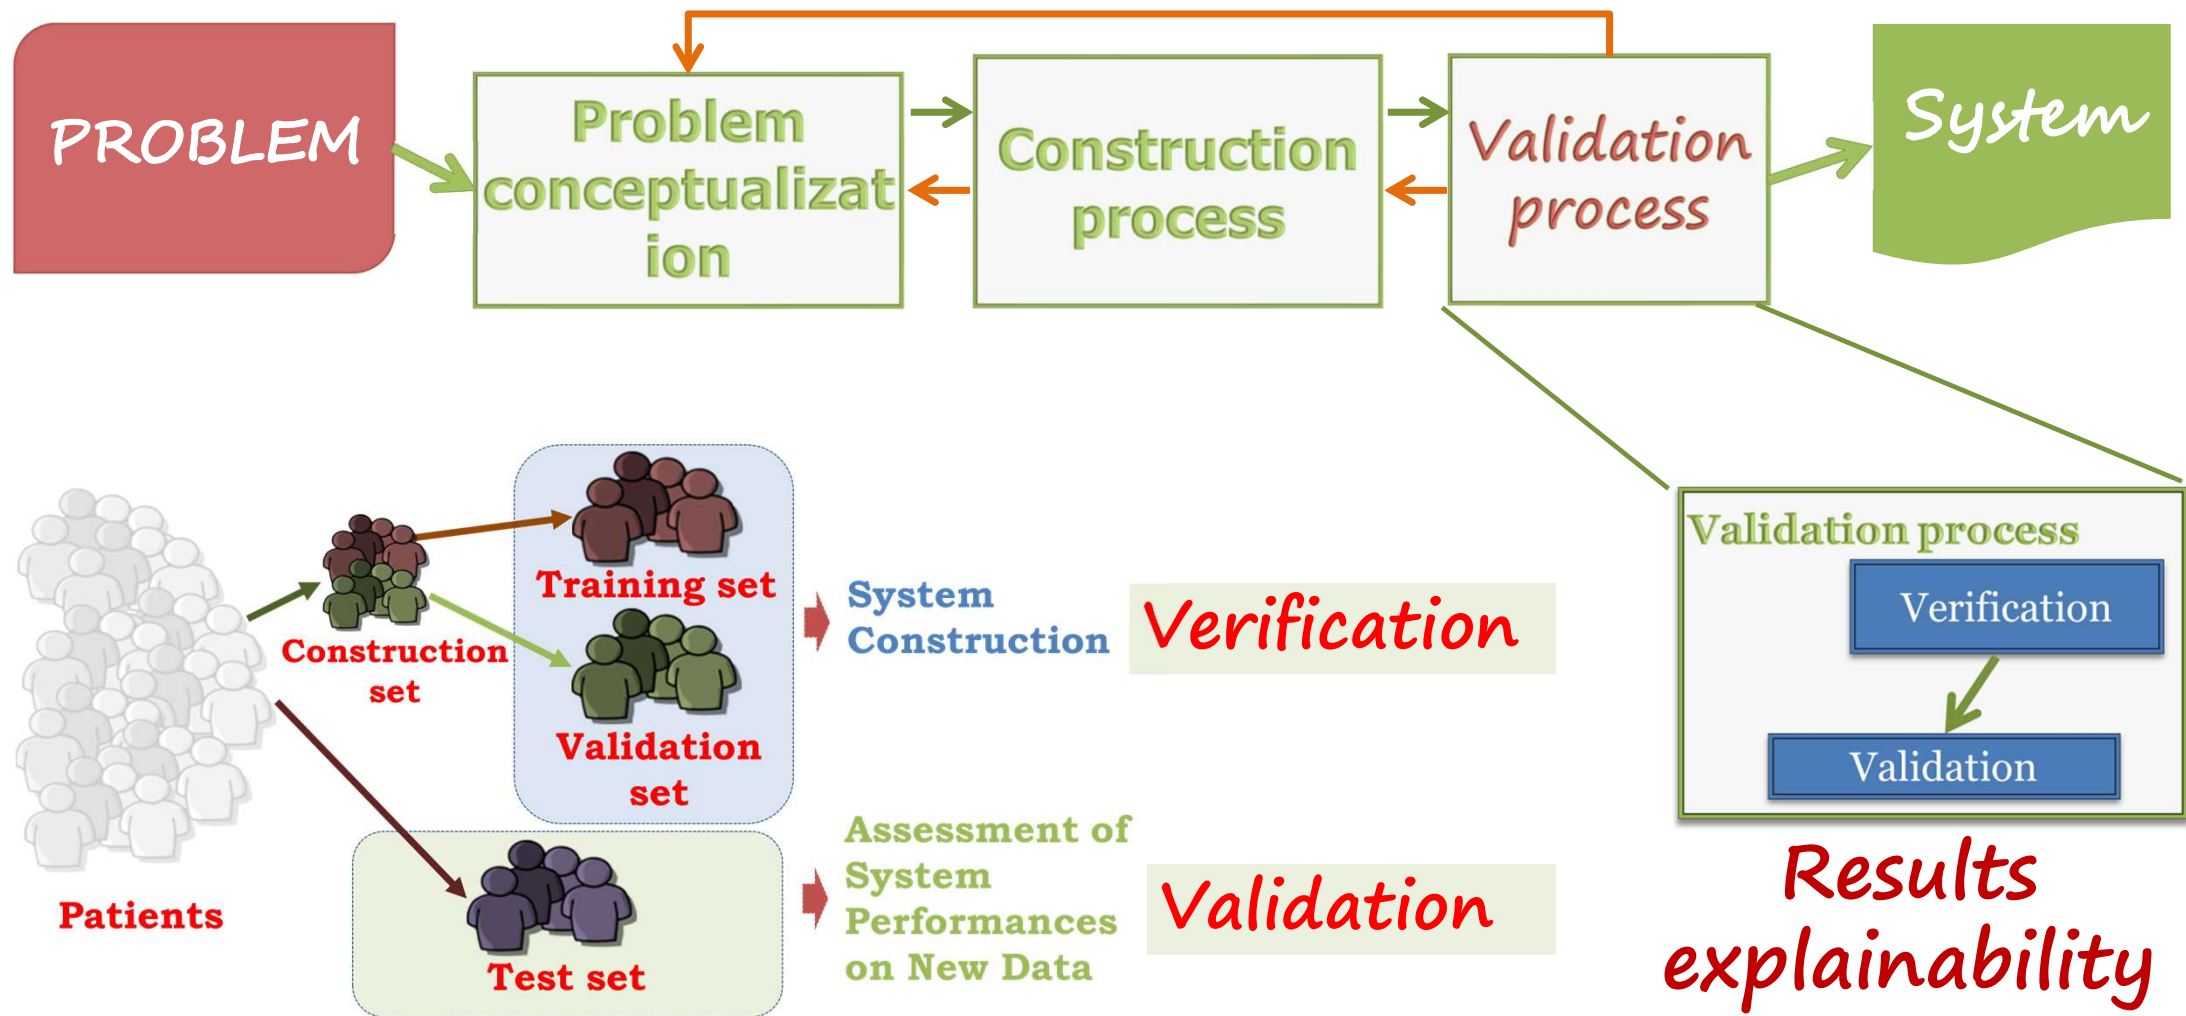 PROBLEM
Problem
conceptualizat
ion
Construction
process
Validation
process
System
Patients
Construction
set
Training set
Validation
set
Test set
System
Construction
Verification
Assessment of
System
Performances
on New Data
Validation
Validation process
Verification
Validation
Results
explainability